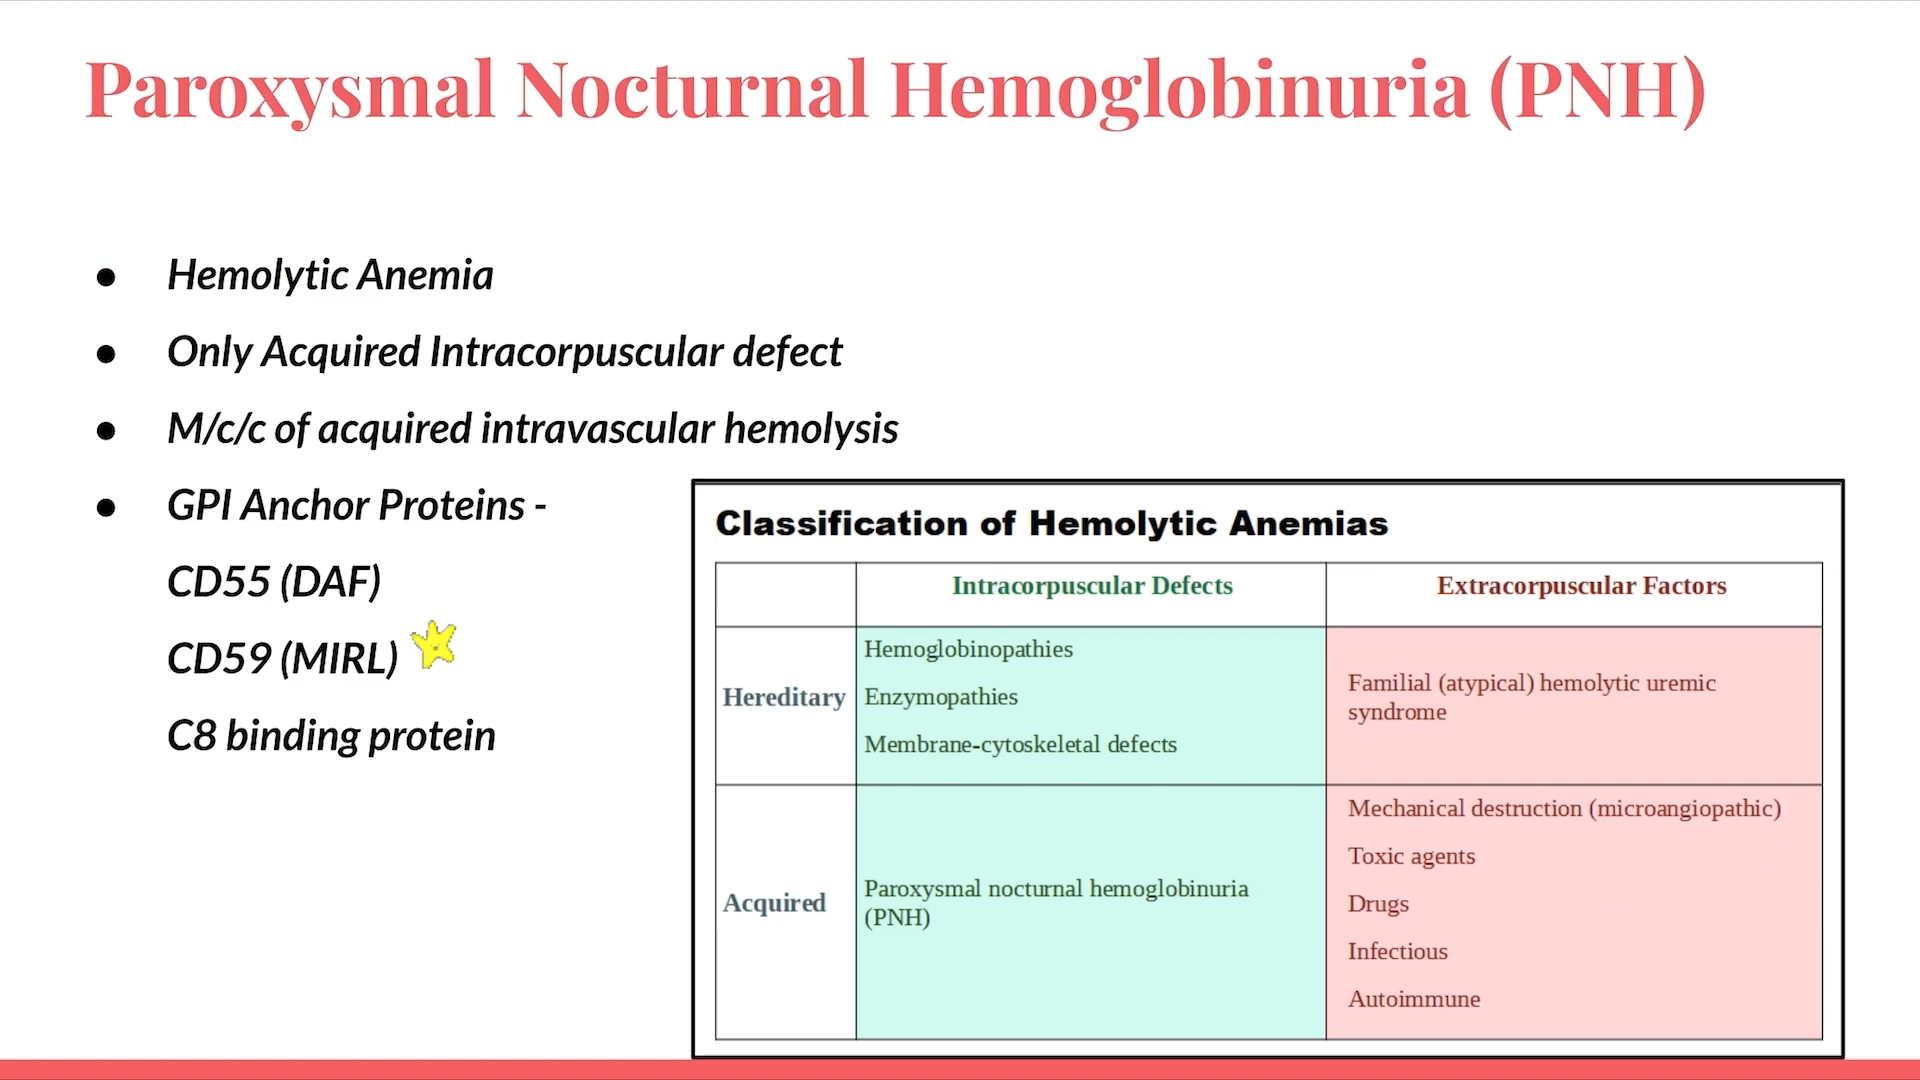 Paroxysmal Nocturnal Hemoglobinuria (PNH)
● Hemolytic Anemia
● Only Acquired Intracorpuscular defect
● M/c/c of acquired intravascular hemolysis
● GPI Anchor Proteins -
CD55 (DAF)
CD59 (MIRL)
C8 binding protein
Classification of Hemolytic Anemias
Intracorpuscular Defects
Extracorpuscular Factors
Hereditary
Hemoglobinopathies
Enzymopathies
Membrane-cytoskeletal defects
Familial (atypical) hemolytic uremic
syndrome
Acquired
Paroxysmal nocturnal hemoglobinuria
(PNH)
Mechanical destruction (microangiopathic)
Toxic agents
Drugs
Infectious
Autoimmune